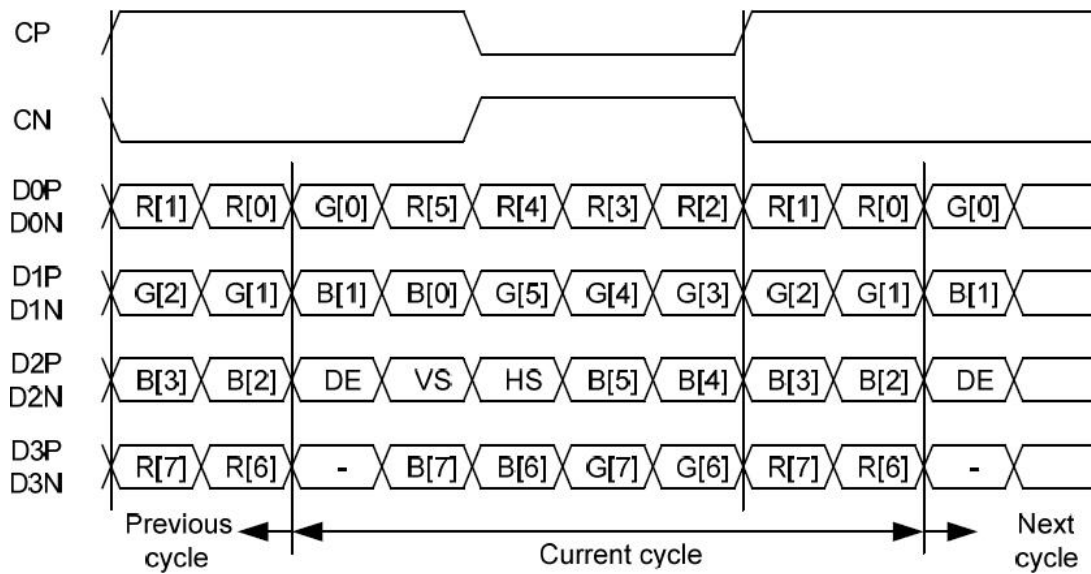 CP
CN
D0P
D0N
R[1] R[0] G[0] R[5] R[4] R[3] R[2] R[1] R[0] G[0]
D1P
D1N
G[2] G[1] B[1] B[0] G[5] G[4] G[3] G[2] G[1] B[1]
D2P
D2N
B[3] B[2] DE VS HS B[5] B[4] B[3] B[2] DE
D3P
D3N
R[7] R[6] - B[7] B[6] G[7] G[6] R[7] R[6] -
Previous
cycle
Current cycle
Next
cycle